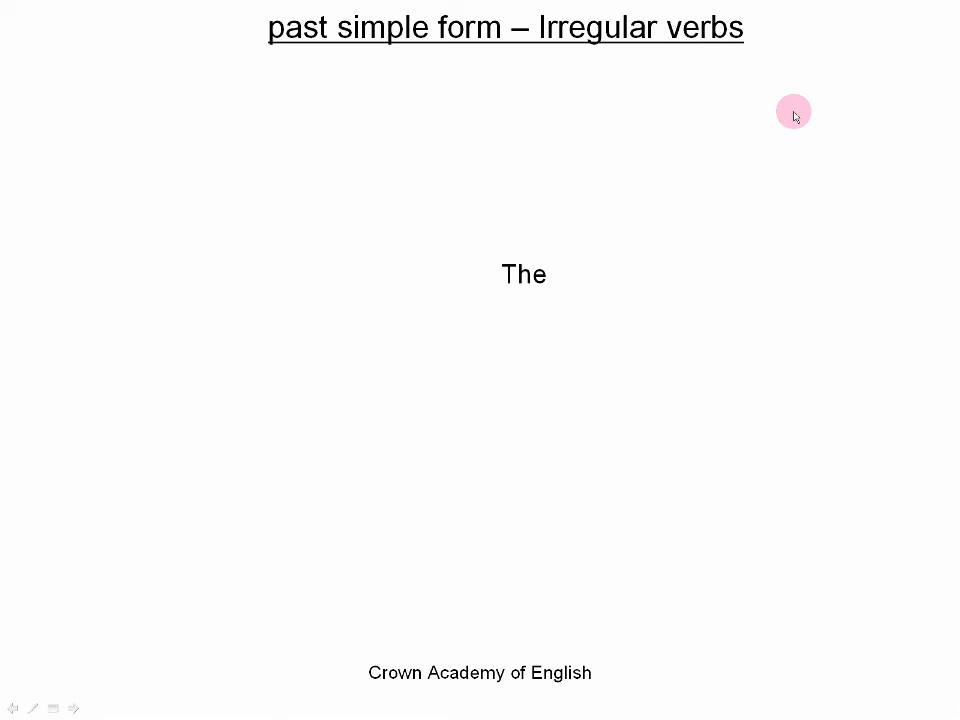 past simple form – Irregular verbs
The
Crown Academy of English